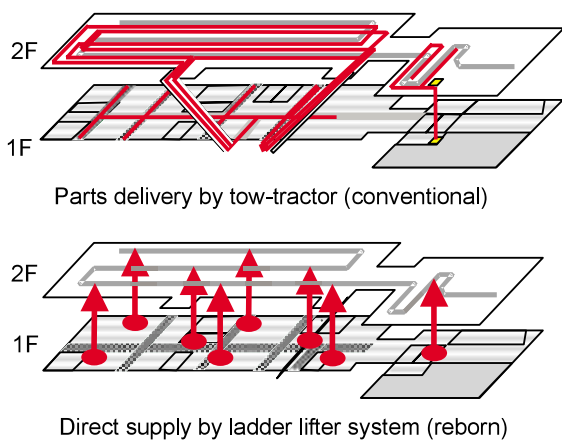 2F
1F
Parts delivery by tow-tractor (conventional)
2F
1F
Direct supply by ladder lifter system (reborn)